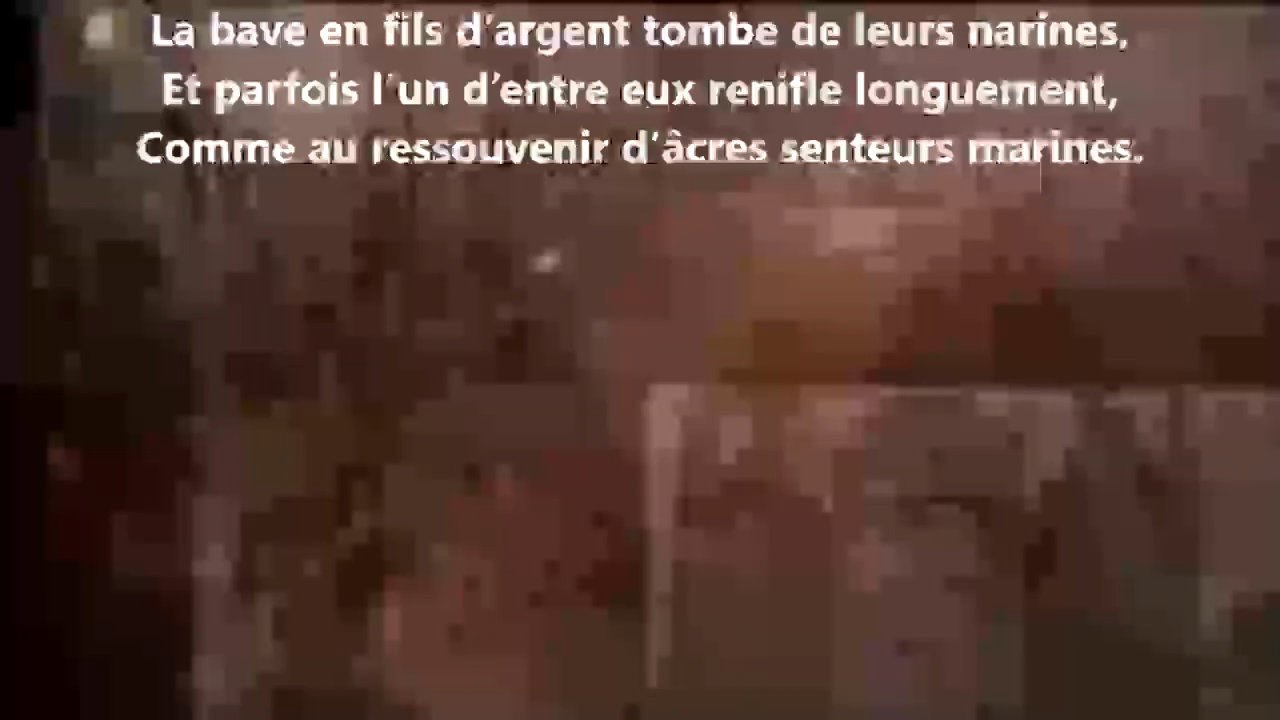 La bave en fils d’argent tombe de leurs narines,
Et parfois l’un d’entre eux renifle longuement,
Comme au ressouvenir d’âcres senteurs marines.